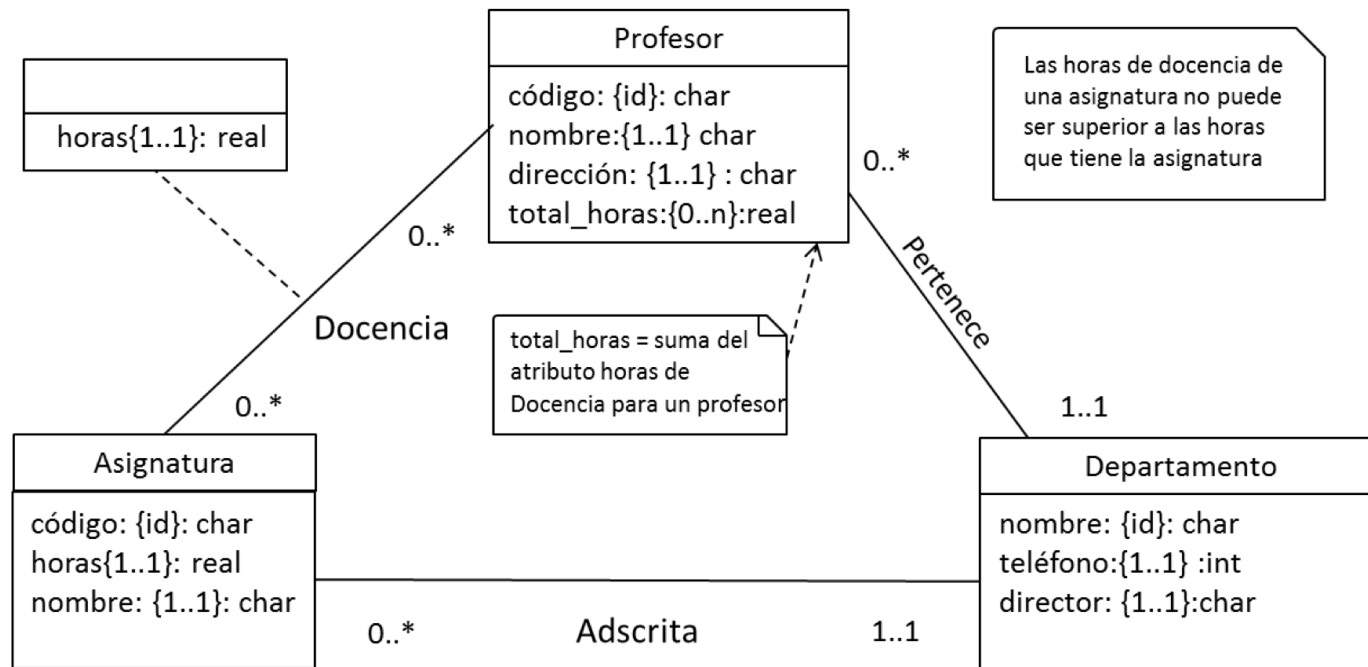 Profesor
código: {id}: char
nombre:{1..1} char
dirección: {1..1} : char
total_horas:{0..n}:real
horas{1..1}: real
Las horas de docencia de
una asignatura no puede
ser superior a las horas
que tiene la asignatura
0..*
0..*
Pertenece
Docencia
total_horas = suma del
atributo horas de
Docencia para un profesor
0..*
1..1
Asignatura
código: {id}: char
horas{1..1}: real
nombre: {1..1}: char
Departamento
nombre: {id}: char
teléfono:{1..1} :int
director: {1..1}:char
0..*
Adscrita
1..1